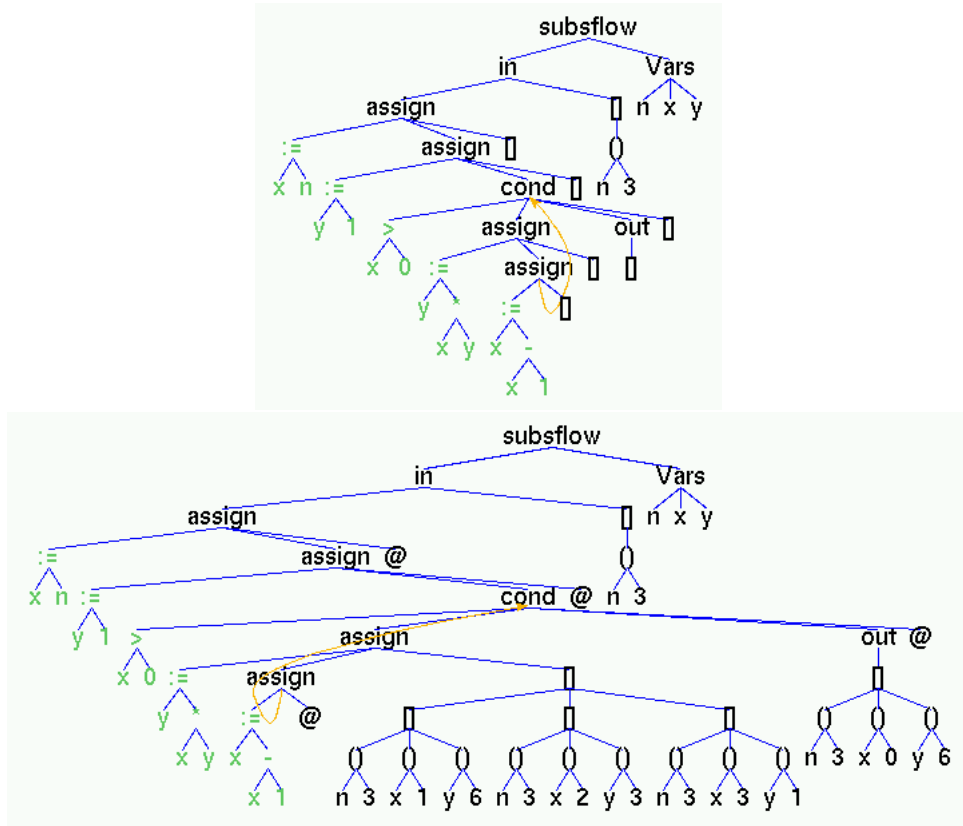 subsflow
in Vars
assign [] n x y
:= assign [] ()
x n := cond [] n 3
y 1 > assign out []
x 0 := assign [] []
y * := []
x y x -
x 1
subsflow
in Vars
assign [] n x y
:= assign @ ()
x n := cond @ n 3
y 1 > assign out @
x 0 := assign [] []
y * := @ [] [] [] () () ()
x y x - () () () () () () () () () n 3 x 0 y 6
x 1 n 3 x 1 y 6 n 3 x 2 y 3 n 3 x 3 y 1